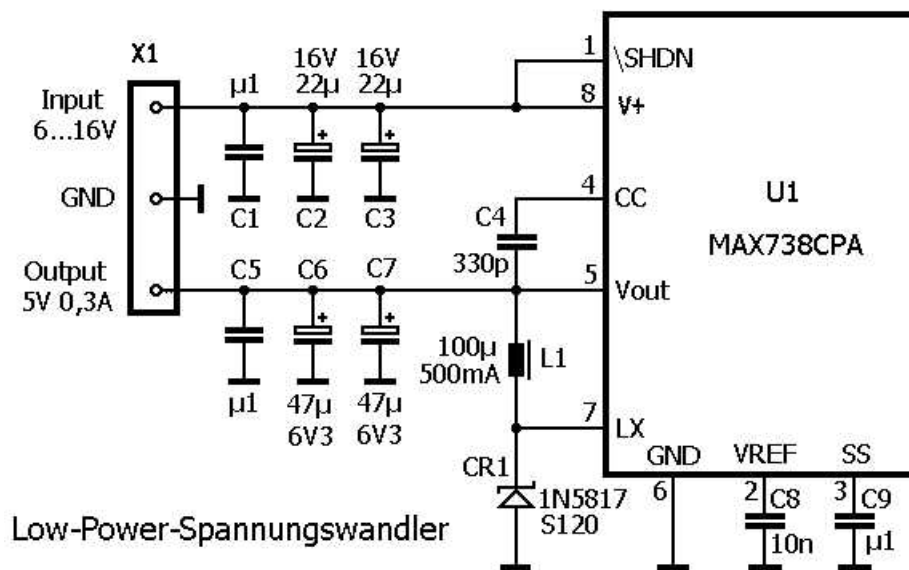 X1
Input
6...16V
GND
Output
5V 0,3A
µ1
16V
22µ
16V
22µ
C1
C2
C3
C5
C6
C7
µ1
47µ
6V3
47µ
6V3
C4
330p
100µ
500mA
L1
CR1
1N5817
S120
1
\SHDN
8
V+
4
CC
5
Vout
7
LX
U1
MAX738CPA
GND
6
VREF
2
C8
10n
SS
3
C9
µ1
Low-Power-Spannungswandler